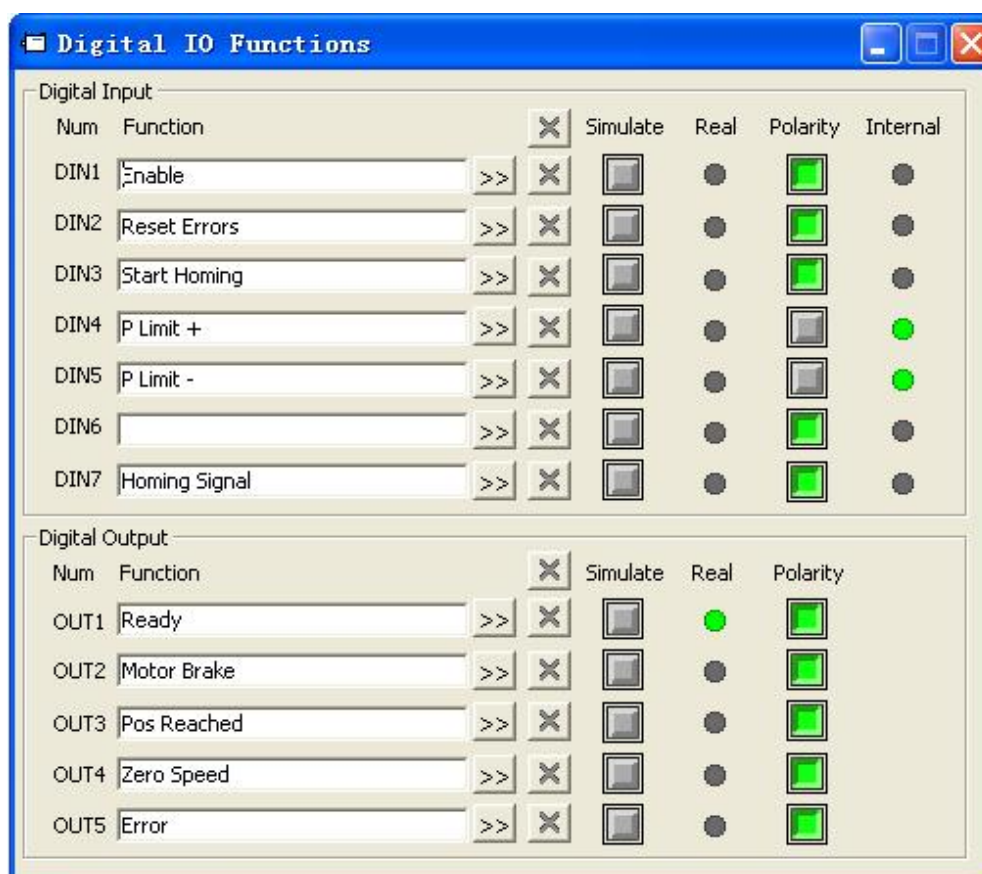 Digital IO Functions
Digital Input
Num Function Simulate Real Polarity Internal
DIN1 Enable >>
DIN2 Reset Errors >>
DIN3 Start Homing >>
DIN4 P Limit + >>
DIN5 P Limit - >>
DIN6 >>
DIN7 Homing Signal >>
Digital Output
Num Function Simulate Real Polarity
OUT1 Ready >>
OUT2 Motor Brake >>
OUT3 Pos Reached >>
OUT4 Zero Speed >>
OUT5 Error >>